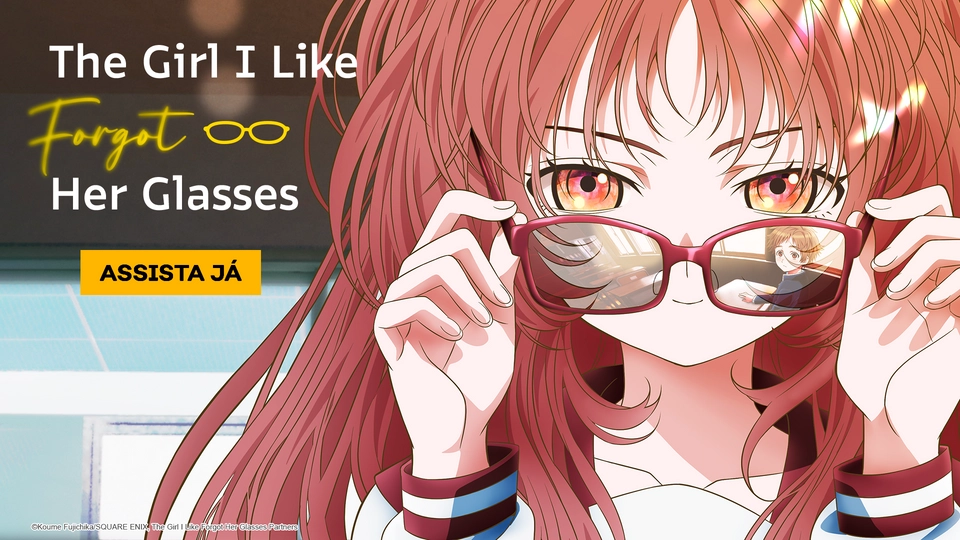 The Girl I Like
Forgot
Her Glasses
ASSISTA JÁ
©Koume Fujichika/SQUARE ENIX, The Girl I Like Forgot Her Glasses Partners